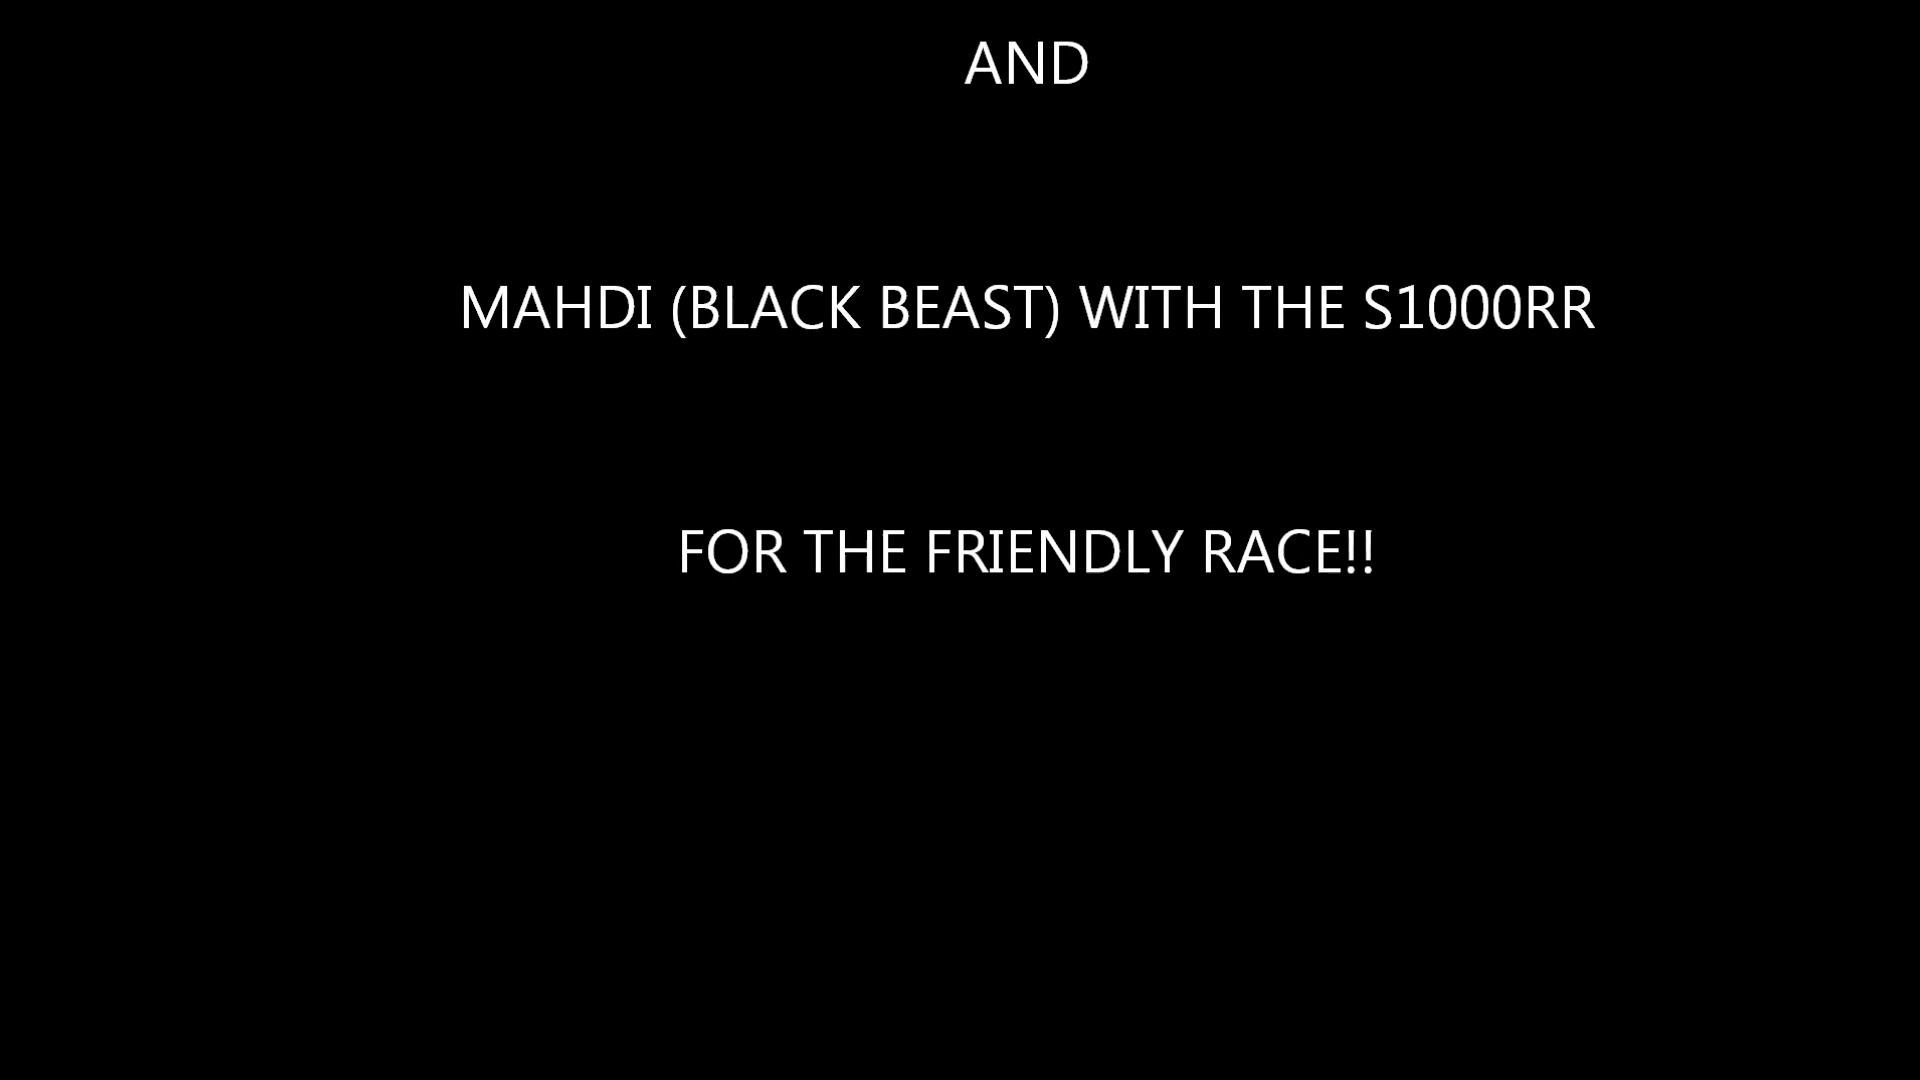 AND
MAHDI (BLACK BEAST) WITH THE S1000RR
FOR THE FRIENDLY RACE!!